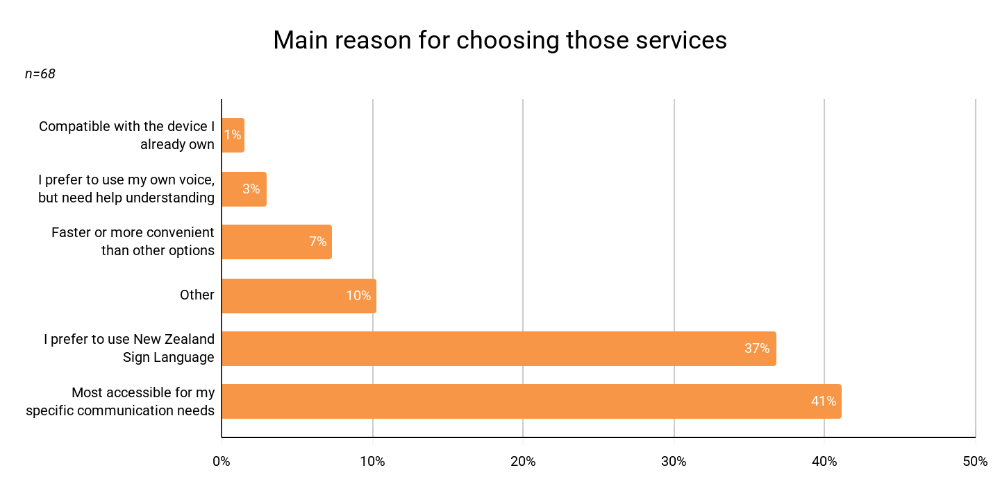 Main reason for choosing those services
n=68
Compatible with the device I
already own
1%
I prefer to use my own voice,
but need help understanding
3%
Faster or more convenient
than other options
7%
Other
10%
I prefer to use New Zealand
Sign Language
37%
Most accessible for my
specific communication needs
41%
0% 10% 20% 30% 40% 50%